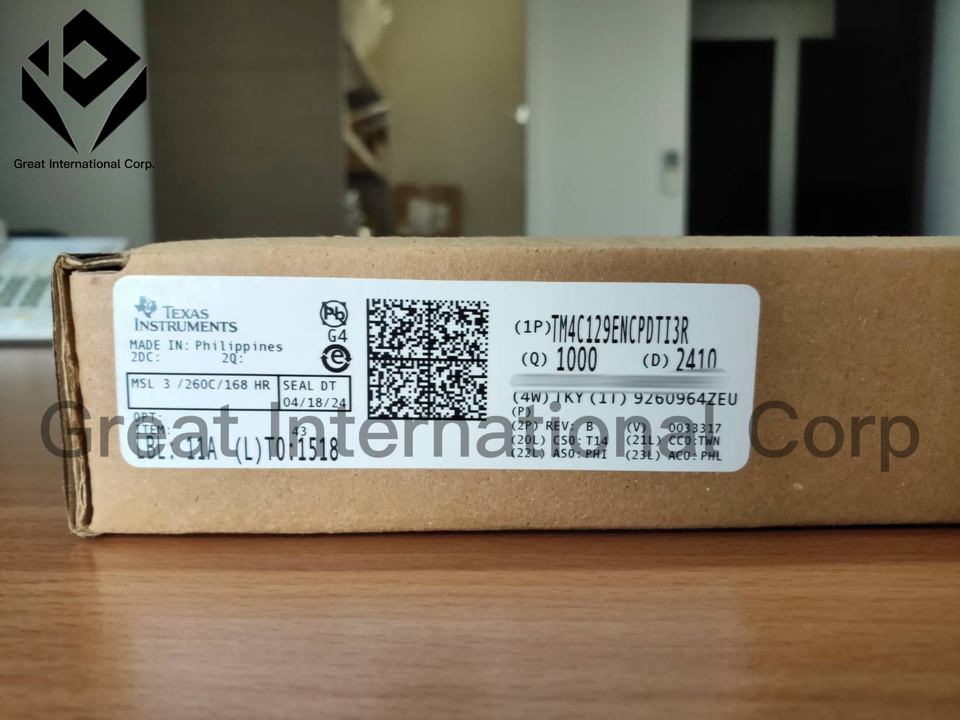 Great International Corp.
TEXAS
INSTRUMENTS
MADE IN: Philippines
2DC: 2Q:
MSL 3 /260C/168 HR
SEAL DT
04/18/24
OPT:
ITEM: 43
LBL: 11A (L)TO:1518
Pb
G4
e
(1P)TM4C129ENCPDTI3R
(Q) 1000 (D) 2410
(4W)TKY(1T) 9260964ZEU
(P)
(2P) REV: B (V) 0033317
(20L) CSO: T14 (21L) CCO:TWN
(22L) ASO: PHI (23L) ACO: PHL
Great International Corp